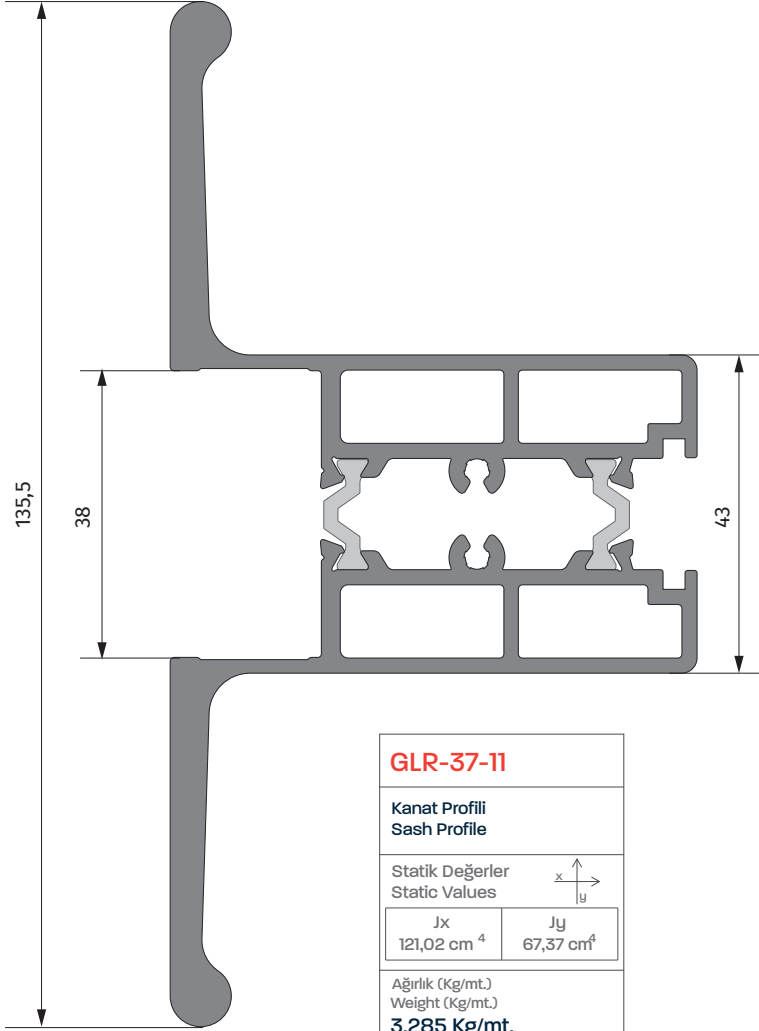 135,5
38
43
GLR-37-11
Kanat Profili
Sash Profile
Statik Değerler
Static Values
x
y
Jx
121,02 cm 4
Jy
67,37 cm4
Ağırlık (Kg/mt.)
Weight (Kg/mt.)
3,285 Kg/mt.